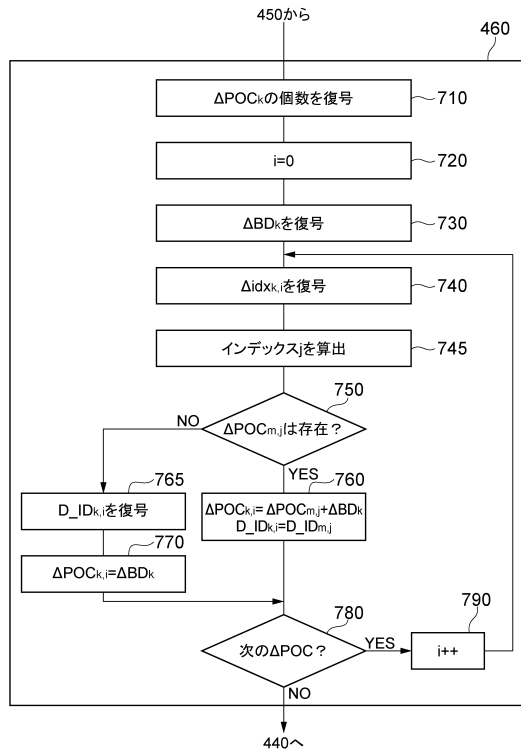 450から
460
ΔPOCkの個数を復号
710
i=0
720
ΔBDkを復号
730
Δidxk,iを復号
740
インデックスjを算出
745
750
ΔPOCm,jは存在？
NO
YES
765
D_IDk,iを復号
760
ΔPOCk,i= ΔPOCm,j+ΔBDk
D_IDk,i=D_IDm,j
770
ΔPOCk,i=ΔBDk
780
次のΔPOC？
YES
790
i++
NO
440へ